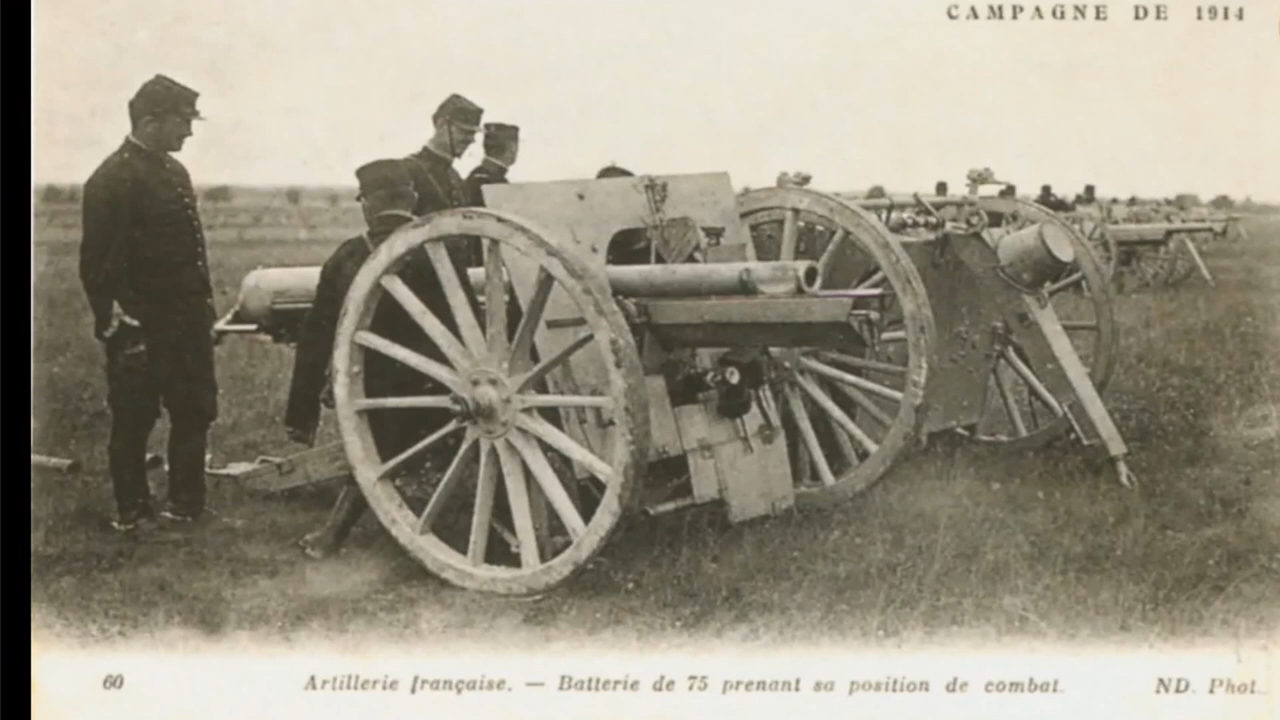 CAMPAGNE DE 1914
60 Artillerie française. — Batterie de 75 prenant sa position de combat. ND. Phot.